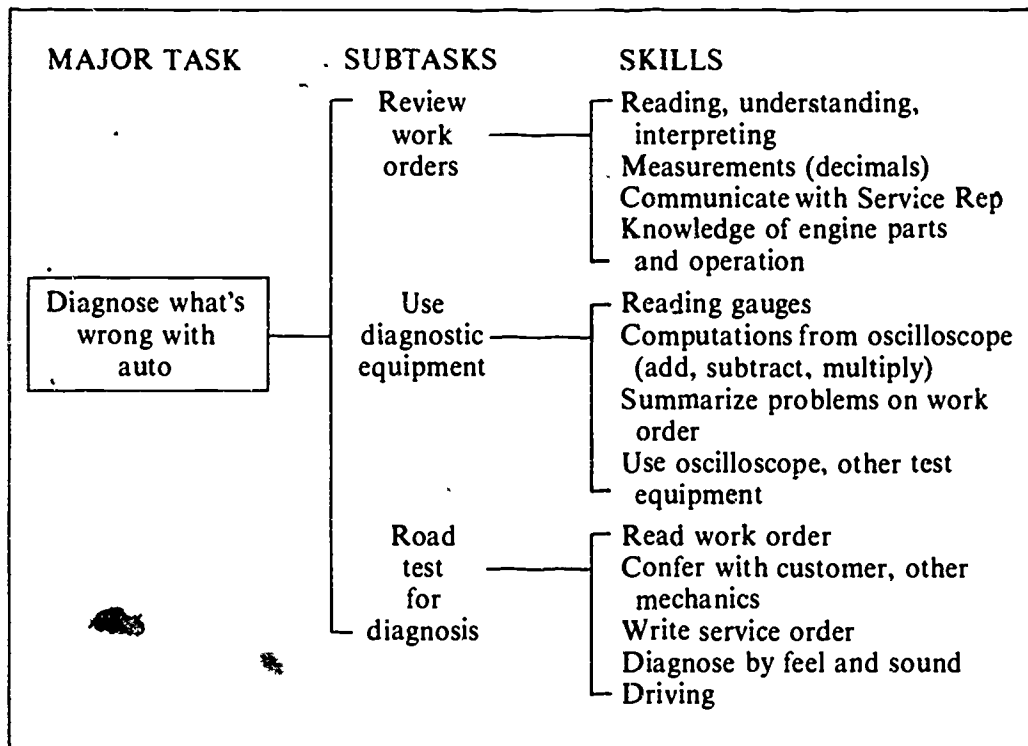 MAJOR TASK
SUBTASKS
SKILLS
Diagnose what's
wrong with
auto
Review
work
orders
Reading, understanding,
interpreting
Measurements (decimals)
Communicate with Service Rep
Knowledge of engine parts
and operation
Use
diagnostic
equipment
Reading gauges
Computations from oscilloscope
(add, subtract, multiply)
Summarize problems on work
order
Use oscilloscope, other test
equipment
Road
test
for
diagnosis
Read work order
Confer with customer, other
mechanics
Write service order
Diagnose by feel and sound
Driving